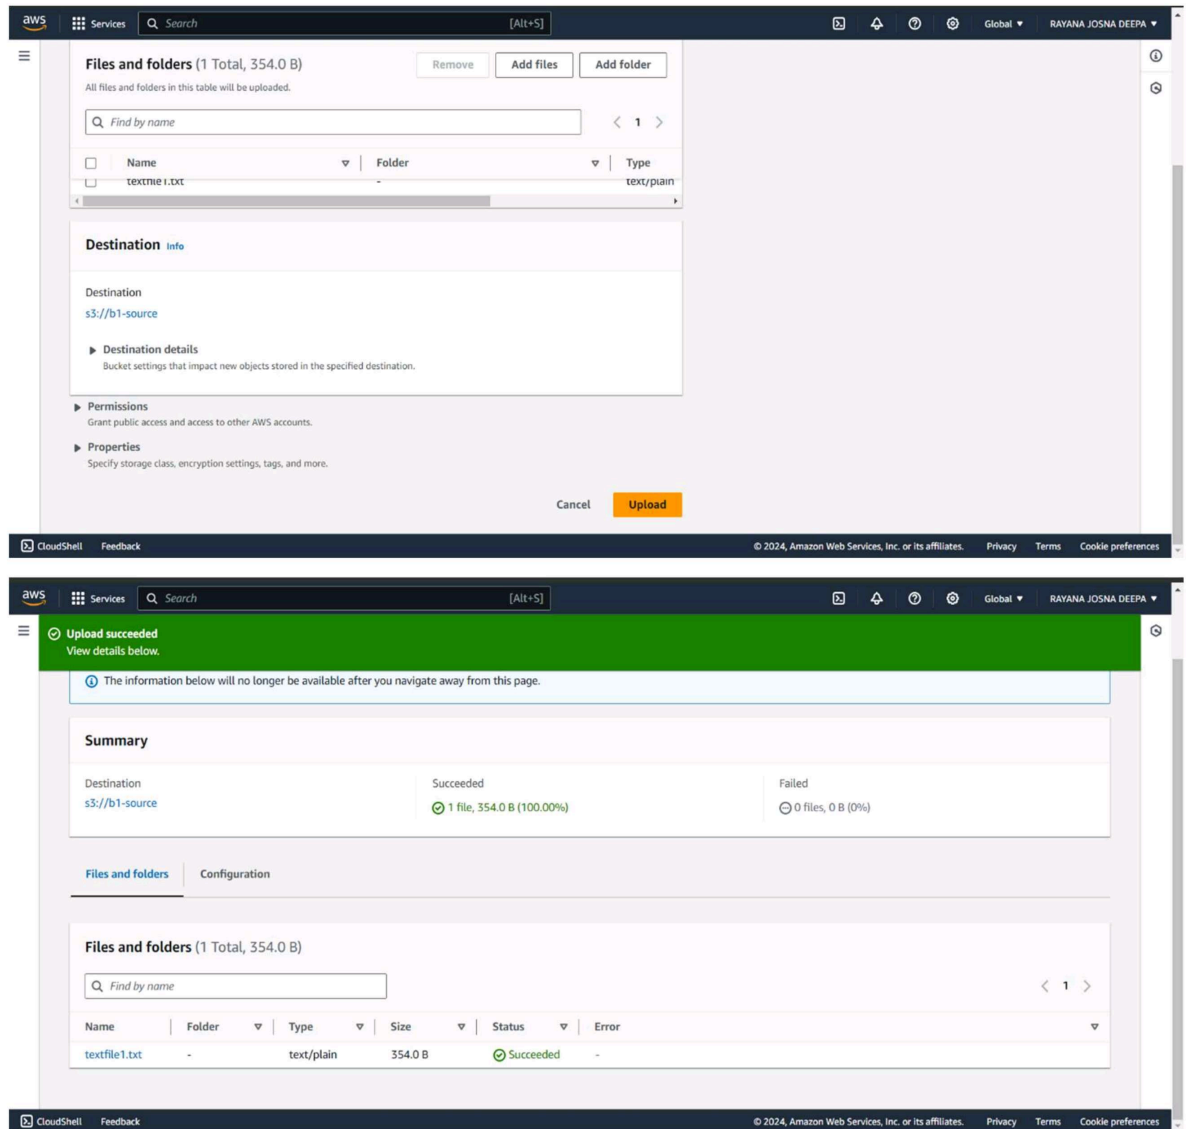 aws Services Search [Alt+S] Global RAYANA JOSNA DEEPA
Files and folders (1 Total, 354.0 B) Remove Add files Add folder
All files and folders in this table will be uploaded.
Find by name 1
Name Folder Type
textfile1.txt - text/plain
Destination Info
Destination
s3://b1-source
Destination details
Bucket settings that impact new objects stored in the specified destination.
Permissions
Grant public access and access to other AWS accounts.
Properties
Specify storage class, encryption settings, tags, and more.
Cancel Upload
CloudShell Feedback © 2024, Amazon Web Services, Inc. or its affiliates. Privacy Terms Cookie preferences
aws Services Search [Alt+S] Global RAYANA JOSNA DEEPA
Upload succeeded
View details below.
The information below will no longer be available after you navigate away from this page.
Summary
Destination Succeeded Failed
s3://b1-source 1 file, 354.0 B (100.00%) 0 files, 0 B (0%)
Files and folders Configuration
Files and folders (1 Total, 354.0 B)
Find by name 1
Name Folder Type Size Status Error
textfile1.txt - text/plain 354.0 B Succeeded -
CloudShell Feedback © 2024, Amazon Web Services, Inc. or its affiliates. Privacy Terms Cookie preferences